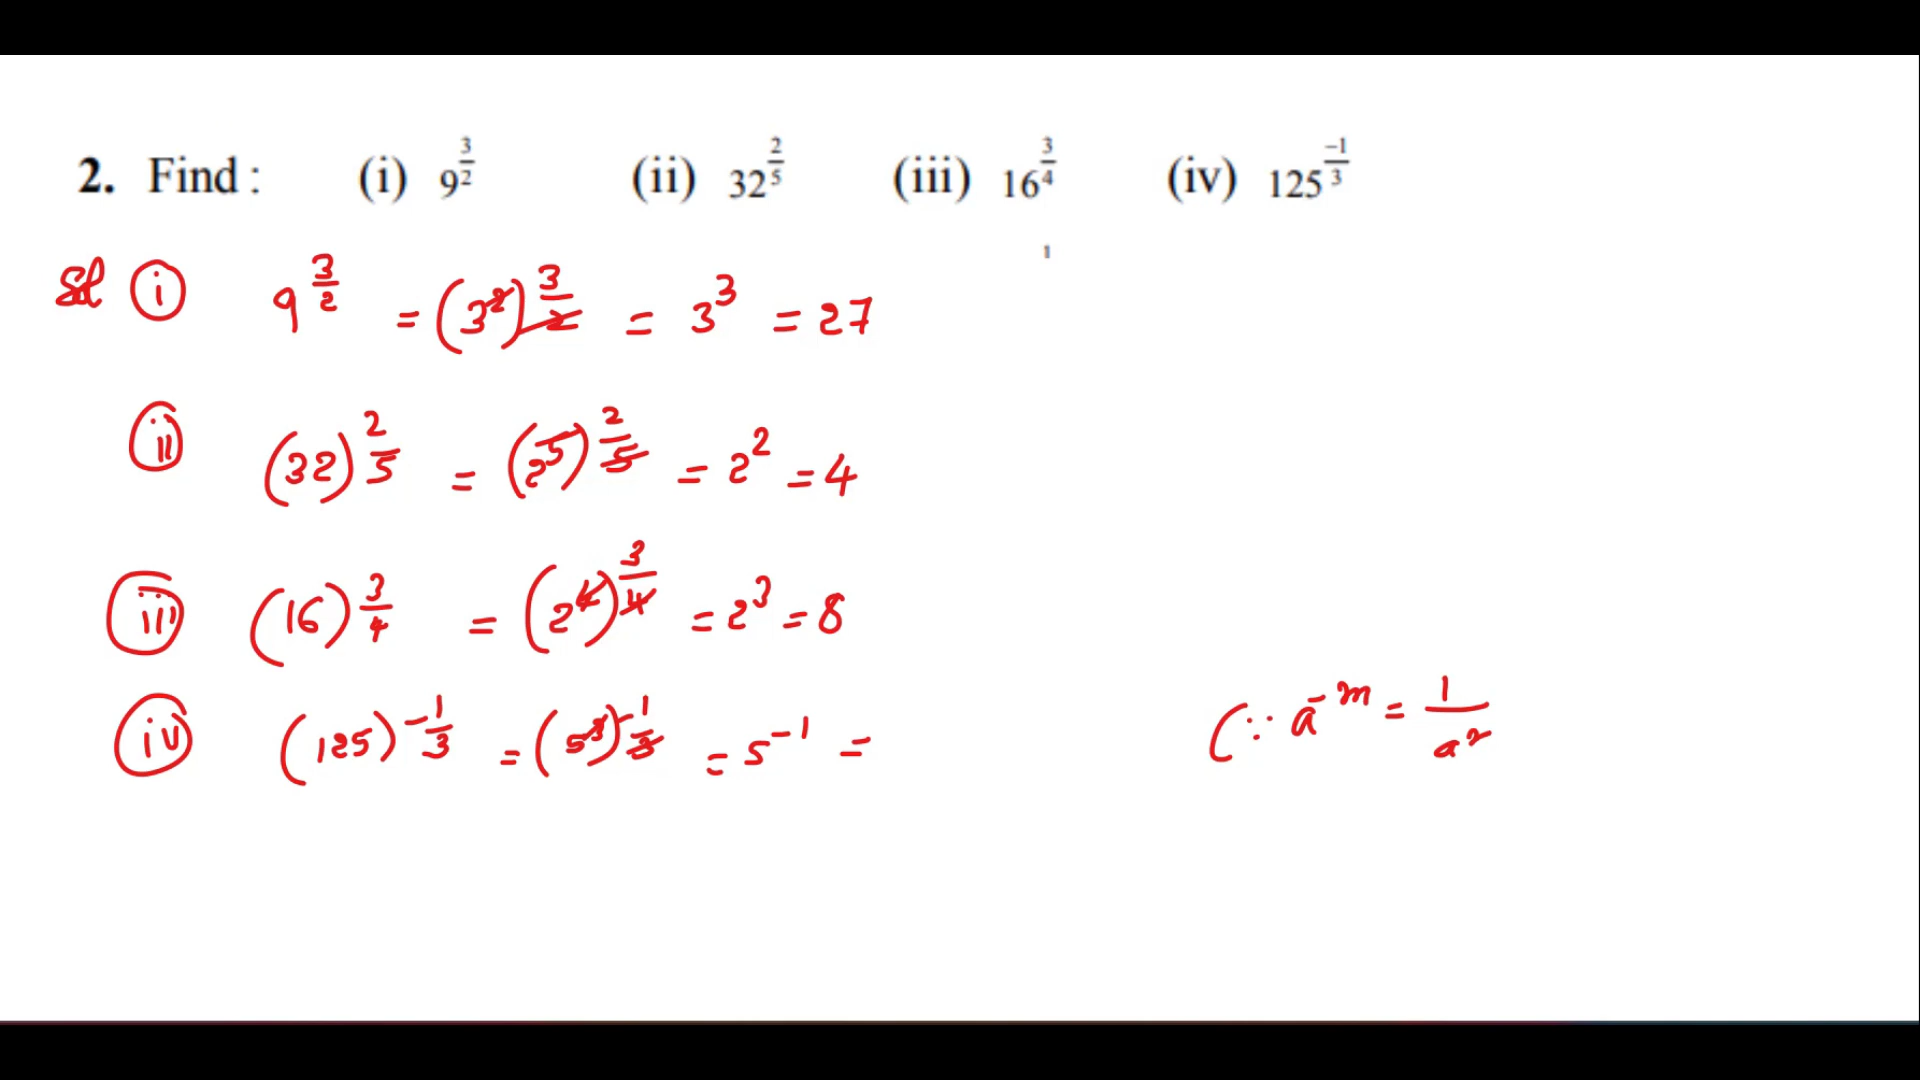 2. Find : (i) 9^{3/2} (ii) 32^{2/5} (iii) 16^{3/4} (iv) 125^{-1/3}
1
Sol (i) 9^{3/2} = (3^2)^{3/2} = 3^3 = 27
(ii) (32)^{2/5} = (2^5)^{2/5} = 2^2 = 4
(iii) (16)^{3/4} = (2^4)^{3/4} = 2^3 = 8
(iv) (125)^{-1/3} = (5^3)^{-1/3} = 5^{-1} = (∵ a^{-m} = 1/a^